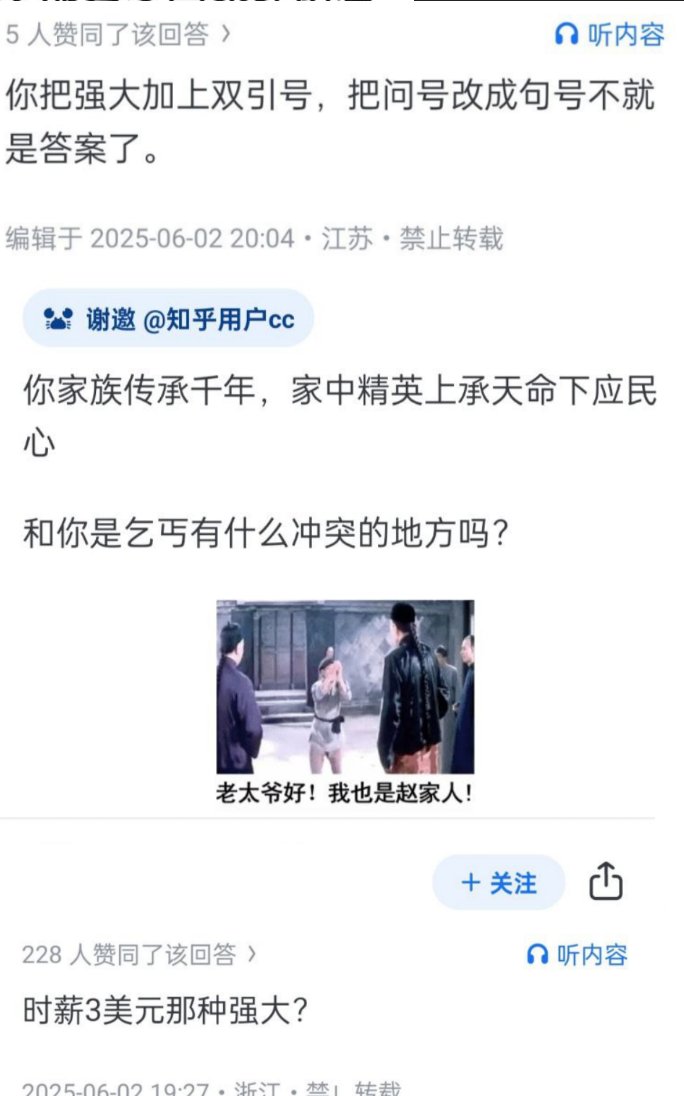 5 人赞同了该回答 >
听内容
你把强大加上双引号，把问号改成句号不就
是答案了。
编辑于 2025-06-02 20:04・江苏・禁止转载
谢邀 @知乎用户cc
你家族传承千年，家中精英上承天命下应民
心
和你是乞丐有什么冲突的地方吗？
老太爷好！我也是赵家人！
+ 关注
228 人赞同了该回答 >
听内容
时薪3美元那种强大？
2025-06-02 19:27・浙江・禁止转载